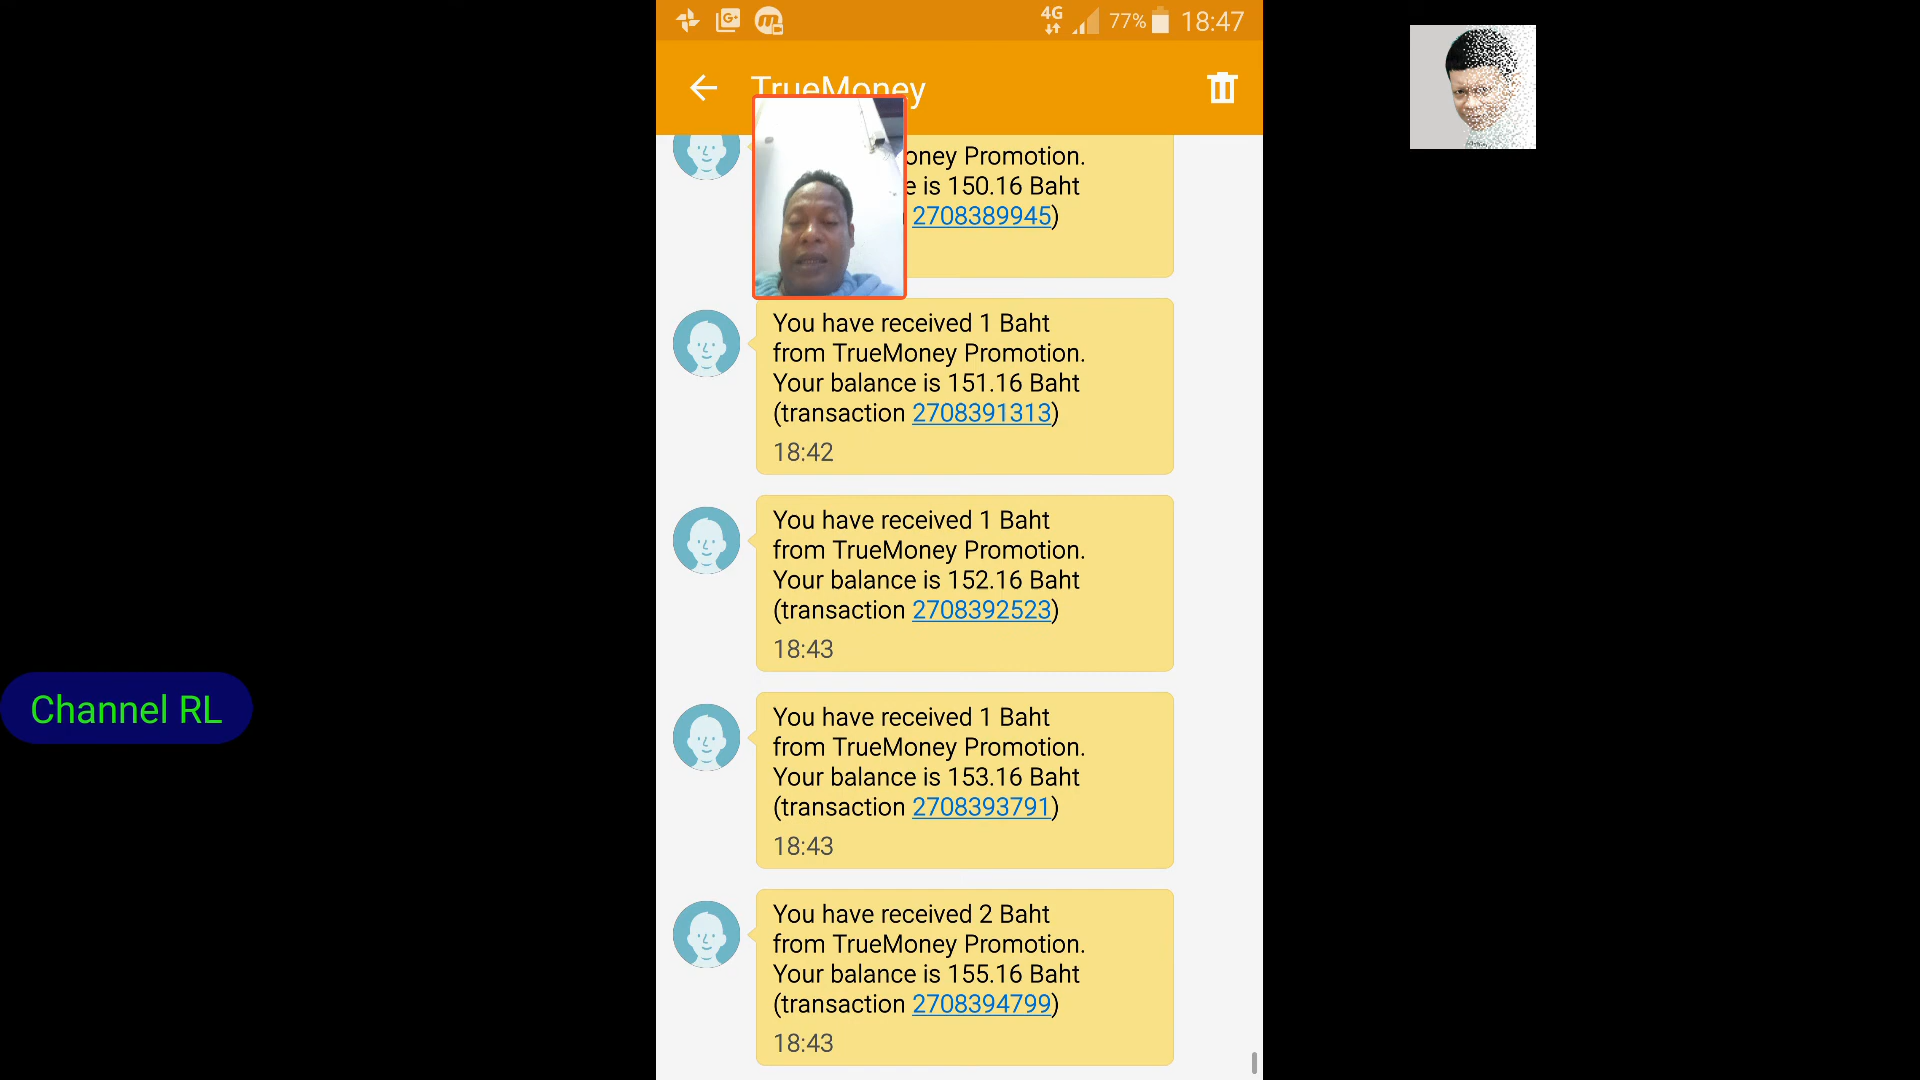 4G 77% 18:47
TrueMoney
oney Promotion.
e is 150.16 Baht
2708389945)
You have received 1 Baht
from TrueMoney Promotion.
Your balance is 151.16 Baht
(transaction 2708391313)
18:42
You have received 1 Baht
from TrueMoney Promotion.
Your balance is 152.16 Baht
(transaction 2708392523)
18:43
You have received 1 Baht
from TrueMoney Promotion.
Your balance is 153.16 Baht
(transaction 2708393791)
18:43
You have received 2 Baht
from TrueMoney Promotion.
Your balance is 155.16 Baht
(transaction 2708394799)
18:43
Channel RL